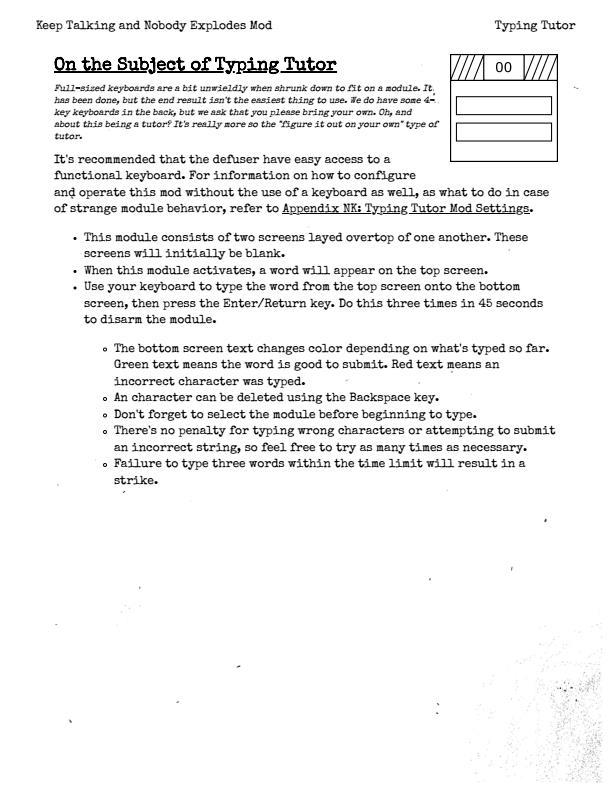 Keep Talking and Nobody Explodes Mod
Typing Tutor
On the Subject of Typing Tutor
00
Full-sized keyboards are a bit unwieldly when shrunk down to fit on a module. It
has been done, but the end result isn't the easiest thing to use. We do have some 4-
key keyboards in the back, but we ask that you please bring your own. Oh, and
about this being a tutor? It's really more so the "figure it out on your own" type of
tutor.
It's recommended that the defuser have easy access to a
functional keyboard. For information on how to configure
and operate this mod without the use of a keyboard as well, as what to do in case
of strange module behavior, refer to Appendix NK: Typing Tutor Mod Settings.
• This module consists of two screens layed overtop of one another. These
screens will initially be blank.
• When this module activates, a word will appear on the top screen.
• Use your keyboard to type the word from the top screen onto the bottom
screen, then press the Enter/Return key. Do this three times in 45 seconds
to disarm the module.
◦ The bottom screen text changes color depending on what's typed so far.
Green text means the word is good to submit. Red text means an
incorrect character was typed.
◦ An character can be deleted using the Backspace key.
◦ Don't forget to select the module before beginning to type.
◦ There's no penalty for typing wrong characters or attempting to submit
an incorrect string, so feel free to try as many times as necessary.
◦ Failure to type three words within the time limit will result in a
strike.